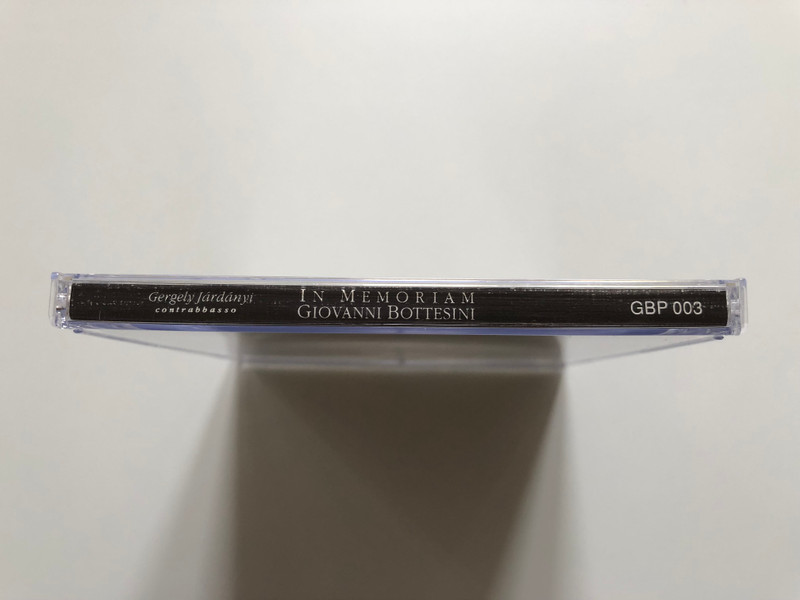 Gergely Járdányi
contrabbasso
IN MEMORIAM
GIOVANNI BOTTESINI
GBP 003